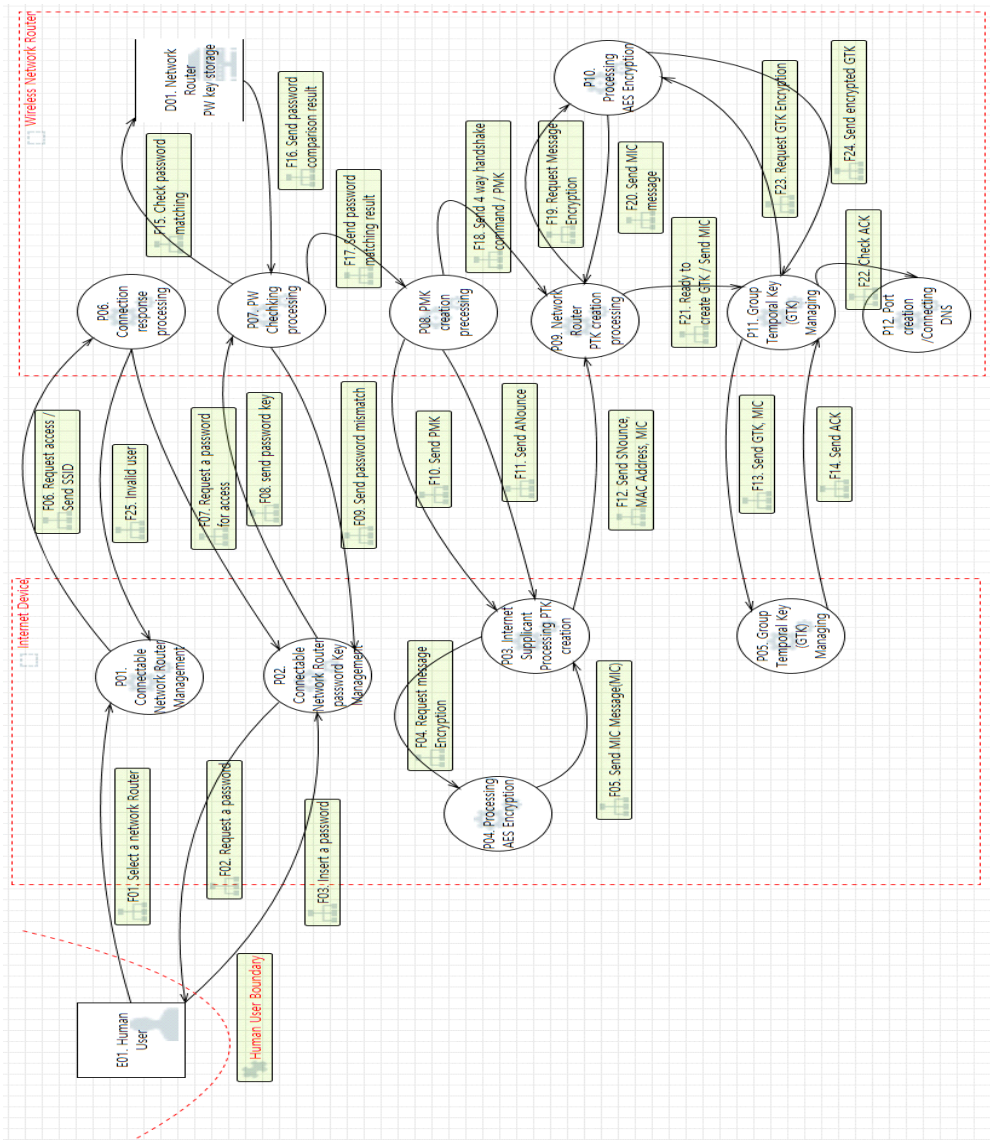 Wireless Network Router
D01. Network
Router
PW key storage
F15. Check password
matching
F16. Send password
comparison result
F17. Send password
matching result
F18. Send 4 way handshake
command / PMK
F19. Request Message
Encryption
F20. Send MIC
message
P10.
Processing
AES Encryption
F21. Ready to
create GTK / Send MIC
F23. Request GTK Encryption
F24. Send encrypted GTK
F22. Check ACK
P06.
Connection
response
processing
P07. PW
Chechking
processing
P08. PMK
creation
precessing
P09. Network
Router
PTK creation
processing
P11. Group
Temporal Key
(GTK)
Managing
P12. Port
creation
/Connecting
DNS
F06. Request access /
Send SSID
F25. Invalid user
F07. Request a password
for access
F08. send password key
F09. Send password mismatch
F10. Send PMK
F11. Send ANounce
F12. Send SNounce,
MAC Address, MIC
F13. Send GTK, MIC
F14. Send ACK
Internet Device
P01.
Connectable
Network Router
Management
P02.
Connectable
Network Router
password Key
Management
P03. Internet
Supplicant
Processing PTK
creation
P05. Group
Temporal Key
(GTK)
Managing
F04. Request message
Encryption
F05. Send MIC Message(MIC)
P04. Processing
AES Encryption
F01. Select a network Router
F02. Request a password
F03. Insert a password
E01. Human
User
Human User Boundary